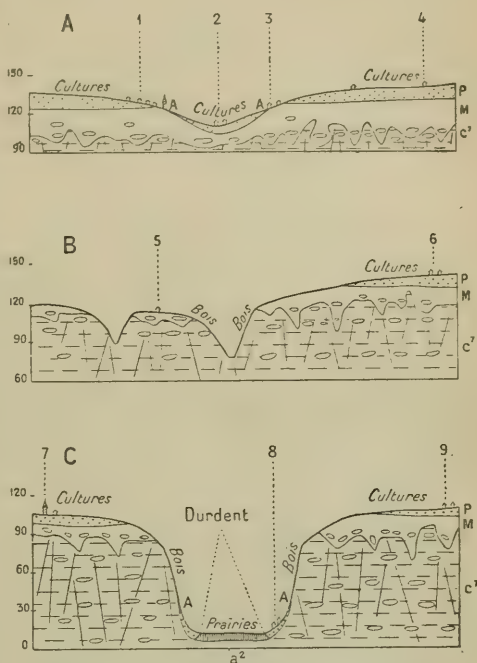 A 1 2 3 4
150
120
90
Cultures A Cultures A Cultures
P
M
C⁷
B 5 6
150
120
90
60
Bois Bois Cultures
P
M
C⁷
7 C 8 9
120
90
60
30
0
Cultures Durdent Cultures
Bois Bois
A Prairies A
P
M
C⁷
a²